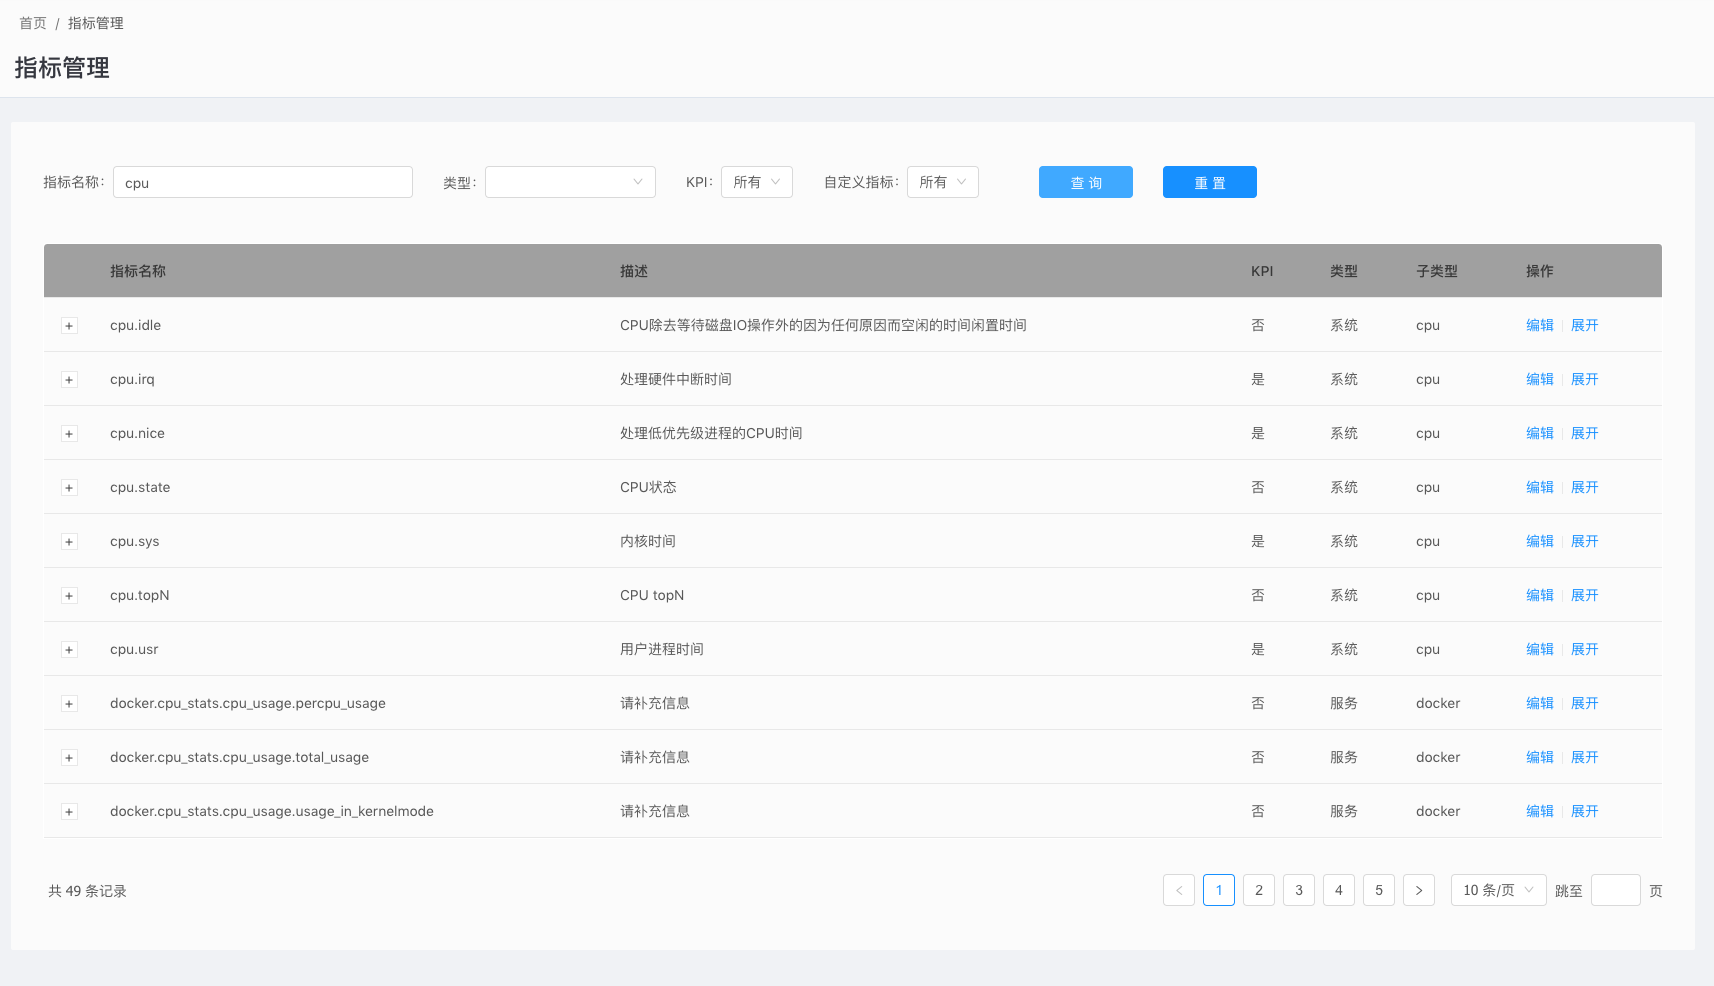 首页 / 指标管理
指标管理
指标名称: cpu 类型: KPI: 所有 自定义指标: 所有 查 询 重 置
指标名称 描述 KPI 类型 子类型 操作
cpu.idle CPU除去等待磁盘IO操作外的因为任何原因而空闲的时间闲置时间 否 系统 cpu 编辑 展开
cpu.irq 处理硬件中断时间 是 系统 cpu 编辑 展开
cpu.nice 处理低优先级进程的CPU时间 是 系统 cpu 编辑 展开
cpu.state CPU状态 否 系统 cpu 编辑 展开
cpu.sys 内核时间 是 系统 cpu 编辑 展开
cpu.topN CPU topN 否 系统 cpu 编辑 展开
cpu.usr 用户进程时间 是 系统 cpu 编辑 展开
docker.cpu_stats.cpu_usage.percpu_usage 请补充信息 否 服务 docker 编辑 展开
docker.cpu_stats.cpu_usage.total_usage 请补充信息 否 服务 docker 编辑 展开
docker.cpu_stats.cpu_usage.usage_in_kernelmode 请补充信息 否 服务 docker 编辑 展开
共 49 条记录 < 1 2 3 4 5 > 10 条/页 跳至 页